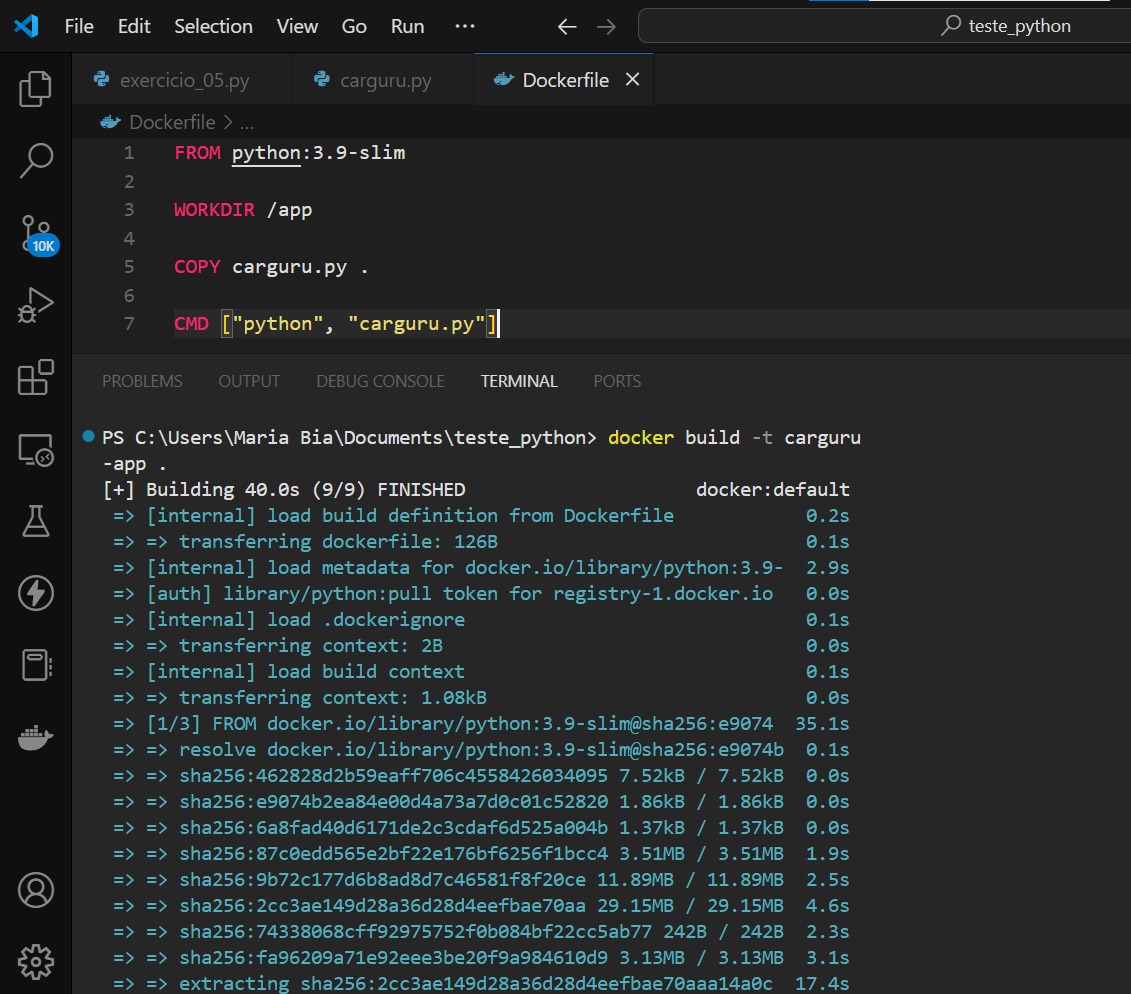 File Edit Selection View Go Run ··· teste_python
exercicio_05.py carguru.py Dockerfile
Dockerfile > ...
1 FROM python:3.9-slim
2
3 WORKDIR /app
4
5 COPY carguru.py .
6
7 CMD ["python", "carguru.py"]
10K
PROBLEMS OUTPUT DEBUG CONSOLE TERMINAL PORTS
PS C:\Users\Maria Bia\Documents\teste_python> docker build -t carguru
-app .
[+] Building 40.0s (9/9) FINISHED docker:default
=> [internal] load build definition from Dockerfile 0.2s
=> => transferring dockerfile: 126B 0.1s
=> [internal] load metadata for docker.io/library/python:3.9- 2.9s
=> [auth] library/python:pull token for registry-1.docker.io 0.0s
=> [internal] load .dockerignore 0.1s
=> => transferring context: 2B 0.0s
=> [internal] load build context 0.1s
=> => transferring context: 1.08kB 0.0s
=> [1/3] FROM docker.io/library/python:3.9-slim@sha256:e9074 35.1s
=> => resolve docker.io/library/python:3.9-slim@sha256:e9074b 0.1s
=> => sha256:462828d2b59eaff706c4558426034095 7.52kB / 7.52kB 0.0s
=> => sha256:e9074b2ea84e00d4a73a7d0c01c52820 1.86kB / 1.86kB 0.0s
=> => sha256:6a8fad40d6171de2c3cdaf6d525a004b 1.37kB / 1.37kB 0.0s
=> => sha256:87c0edd565e2bf22e176bf6256f1bcc4 3.51MB / 3.51MB 1.9s
=> => sha256:9b72c177d6b8ad8d7c46581f8f20ce 11.89MB / 11.89MB 2.5s
=> => sha256:2cc3ae149d28a36d28d4eefbae70aa 29.15MB / 29.15MB 4.6s
=> => sha256:74338068cff92975752f0b084bf22cc5ab77 242B / 242B 2.3s
=> => sha256:fa96209a71e92eee3be20f9a984610d9 3.13MB / 3.13MB 3.1s
=> => extracting sha256:2cc3ae149d28a36d28d4eefbae70aaa14a0c 17.4s